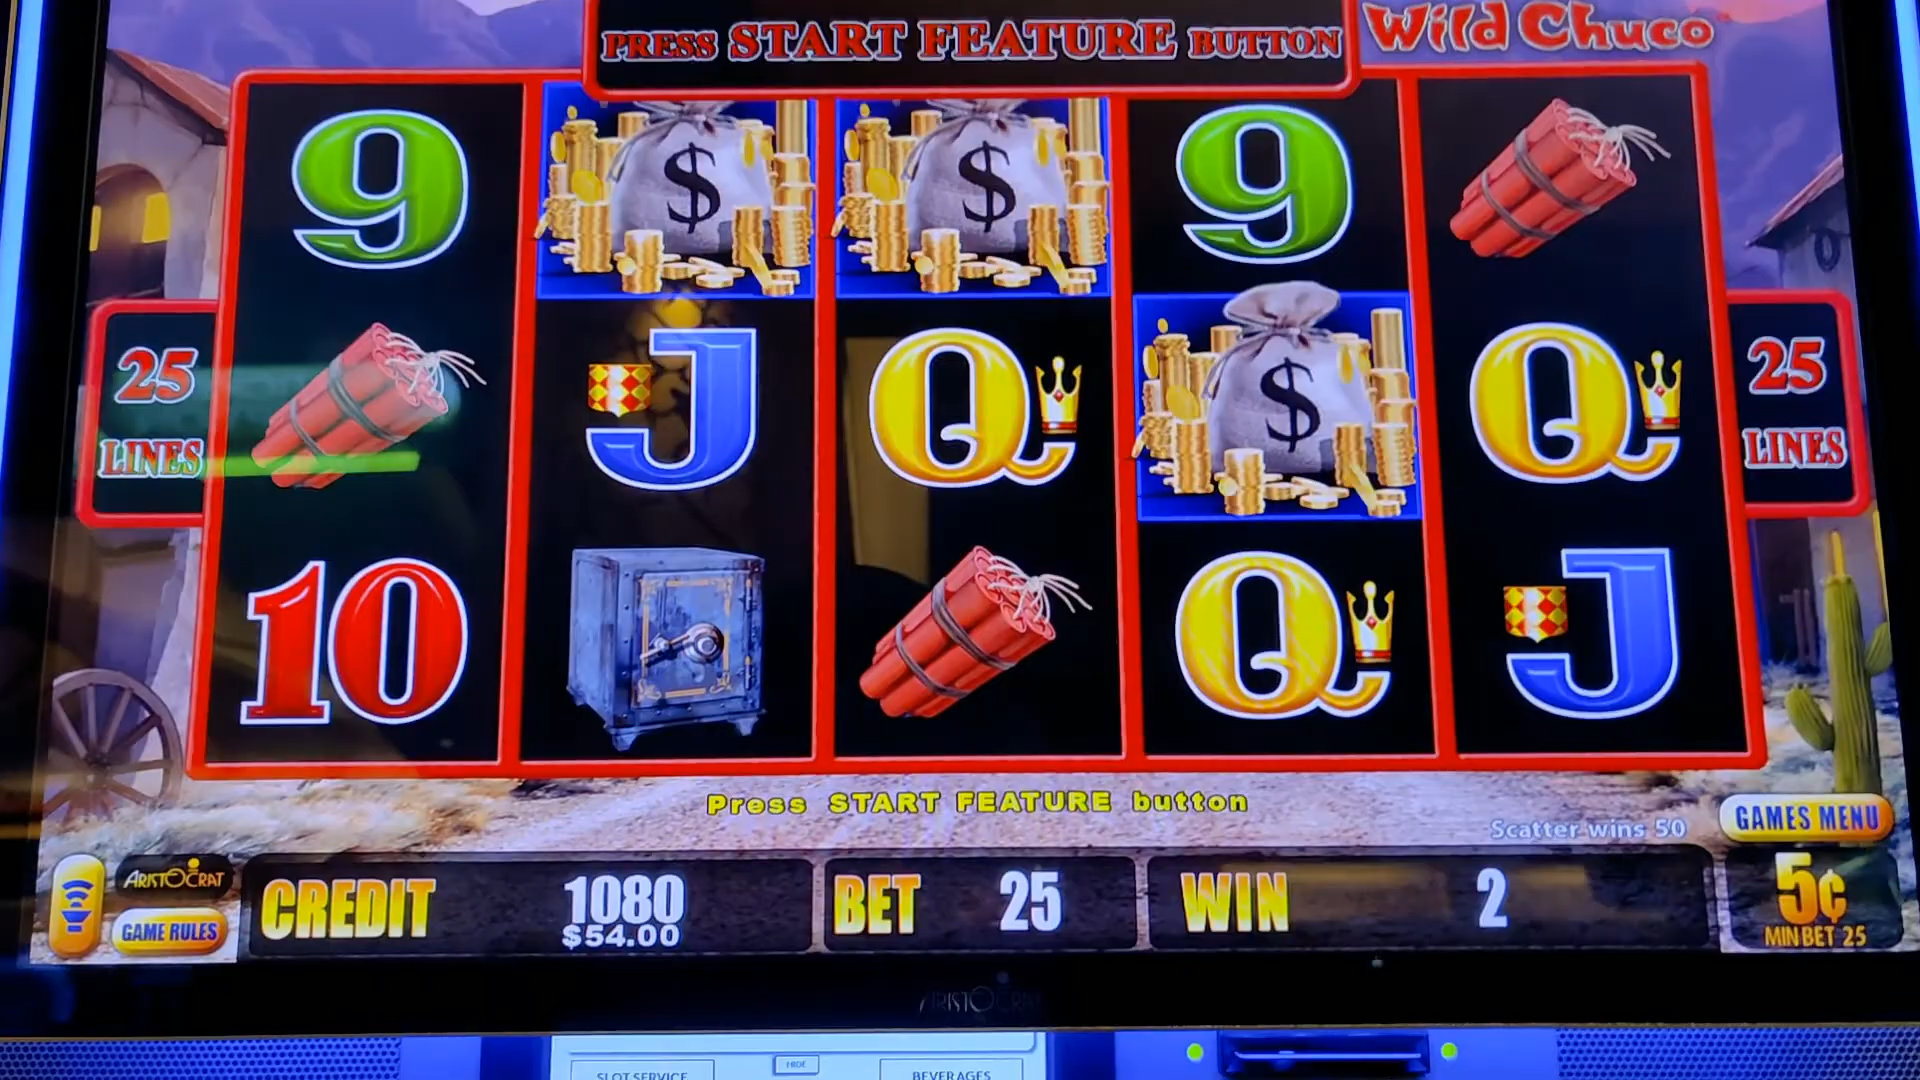 PRESS START FEATURE BUTTON
Wild Chuco
9 $ $ 9
25 LINES
J Q $ Q
25 LINES
10 Q J
Press START FEATURE button
Scatter wins 50
GAMES MENU
ARISTOCRAT
GAME RULES
CREDIT 1080
$54.00
BET 25
WIN 2
5¢
MIN BET 25
ARISTOCRAT
SLOT SERVICE
HIDE
BEVERAGES